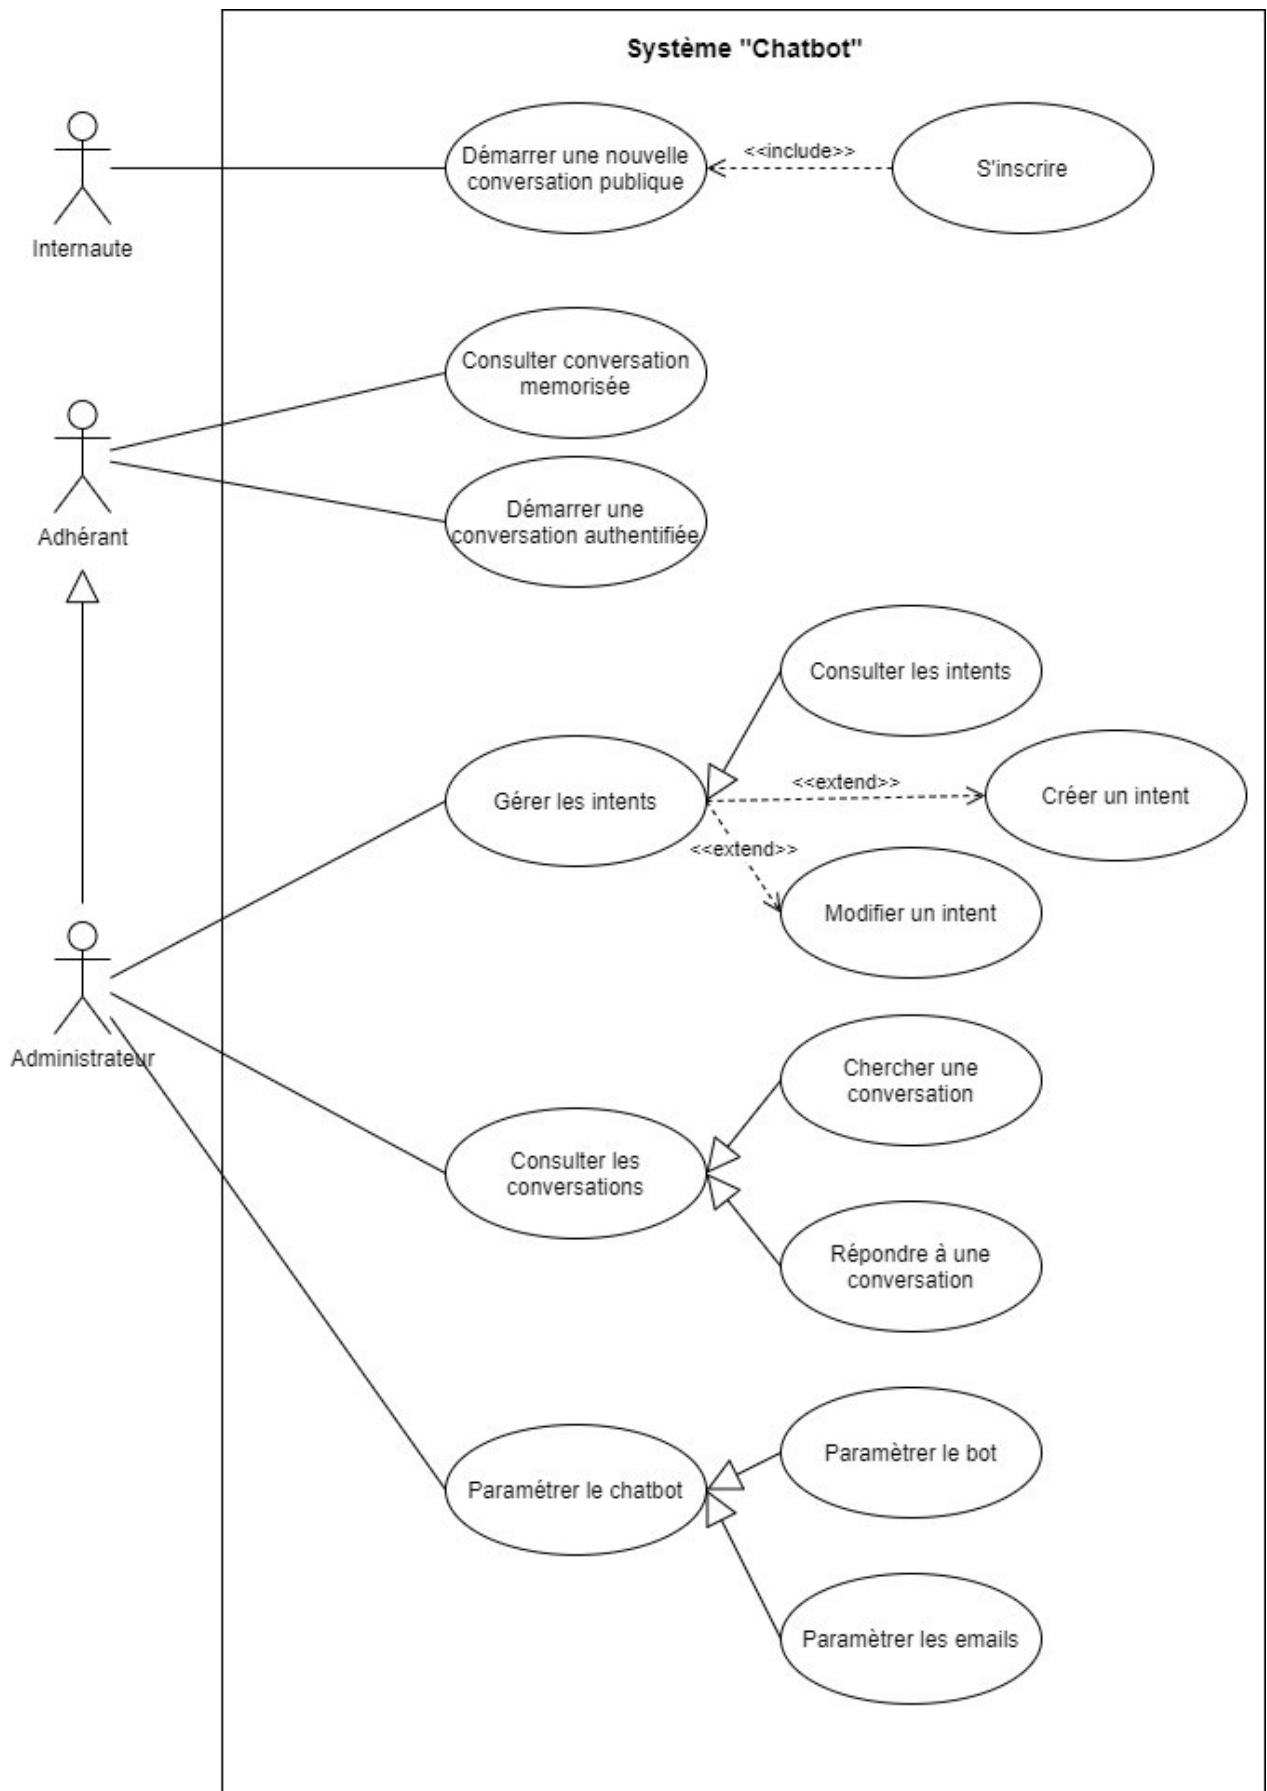 Système "Chatbot"
Démarrer une nouvelle
conversation publique
<<include>>
S'inscrire
Internaute
Consulter conversation
memorisée
Démarrer une
conversation authentifiée
Adhérant
Consulter les intents
Gérer les intents
<<extend>>
Créer un intent
<<extend>>
Modifier un intent
Administrateur
Chercher une
conversation
Consulter les
conversations
Répondre à une
conversation
Paramètrer le bot
Paramétrer le chatbot
Paramètrer les emails